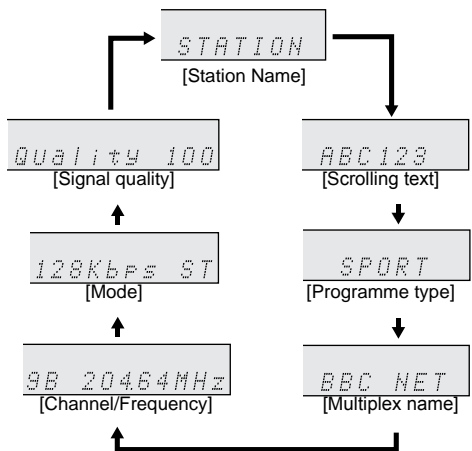 STATION
[Station Name]
Quality 100
[Signal quality]
ABC123
[Scrolling text]
128Kbps ST
[Mode]
SPORT
[Programme type]
9B 204.64MHz
[Channel/Frequency]
BBC NET
[Multiplex name]